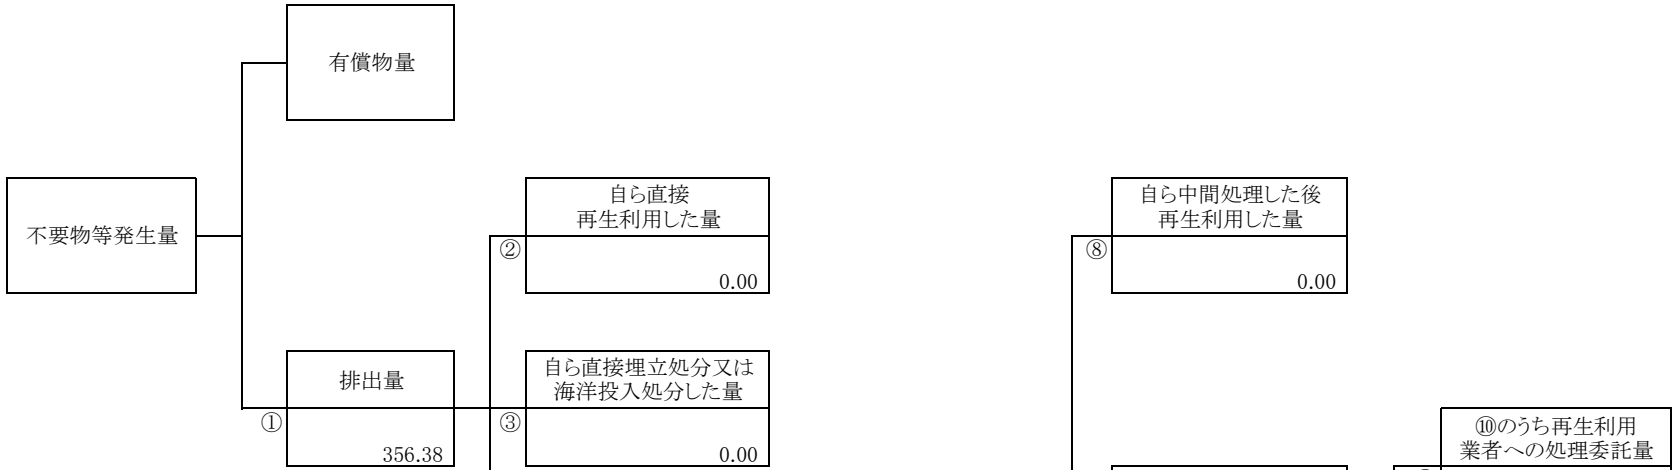 有償物量
不要物等発生量
自ら直接
再生利用した量
②
0.00
自ら中間処理した後
再生利用した量
⑧
0.00
排出量
①
356.38
自ら直接埋立処分又は
海洋投入処分した量
③
0.00
⑩のうち再生利用
業者への処理委託量